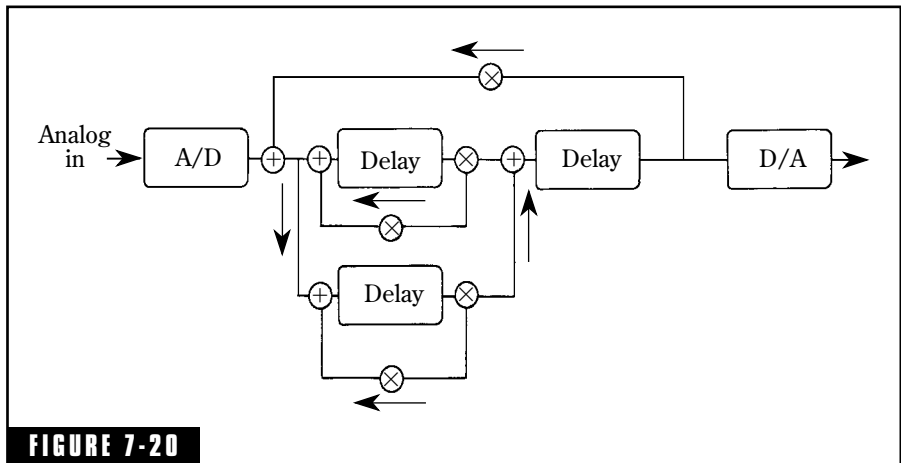 Analog
in
A/D
Delay
Delay
D/A
Delay
FIGURE 7-20